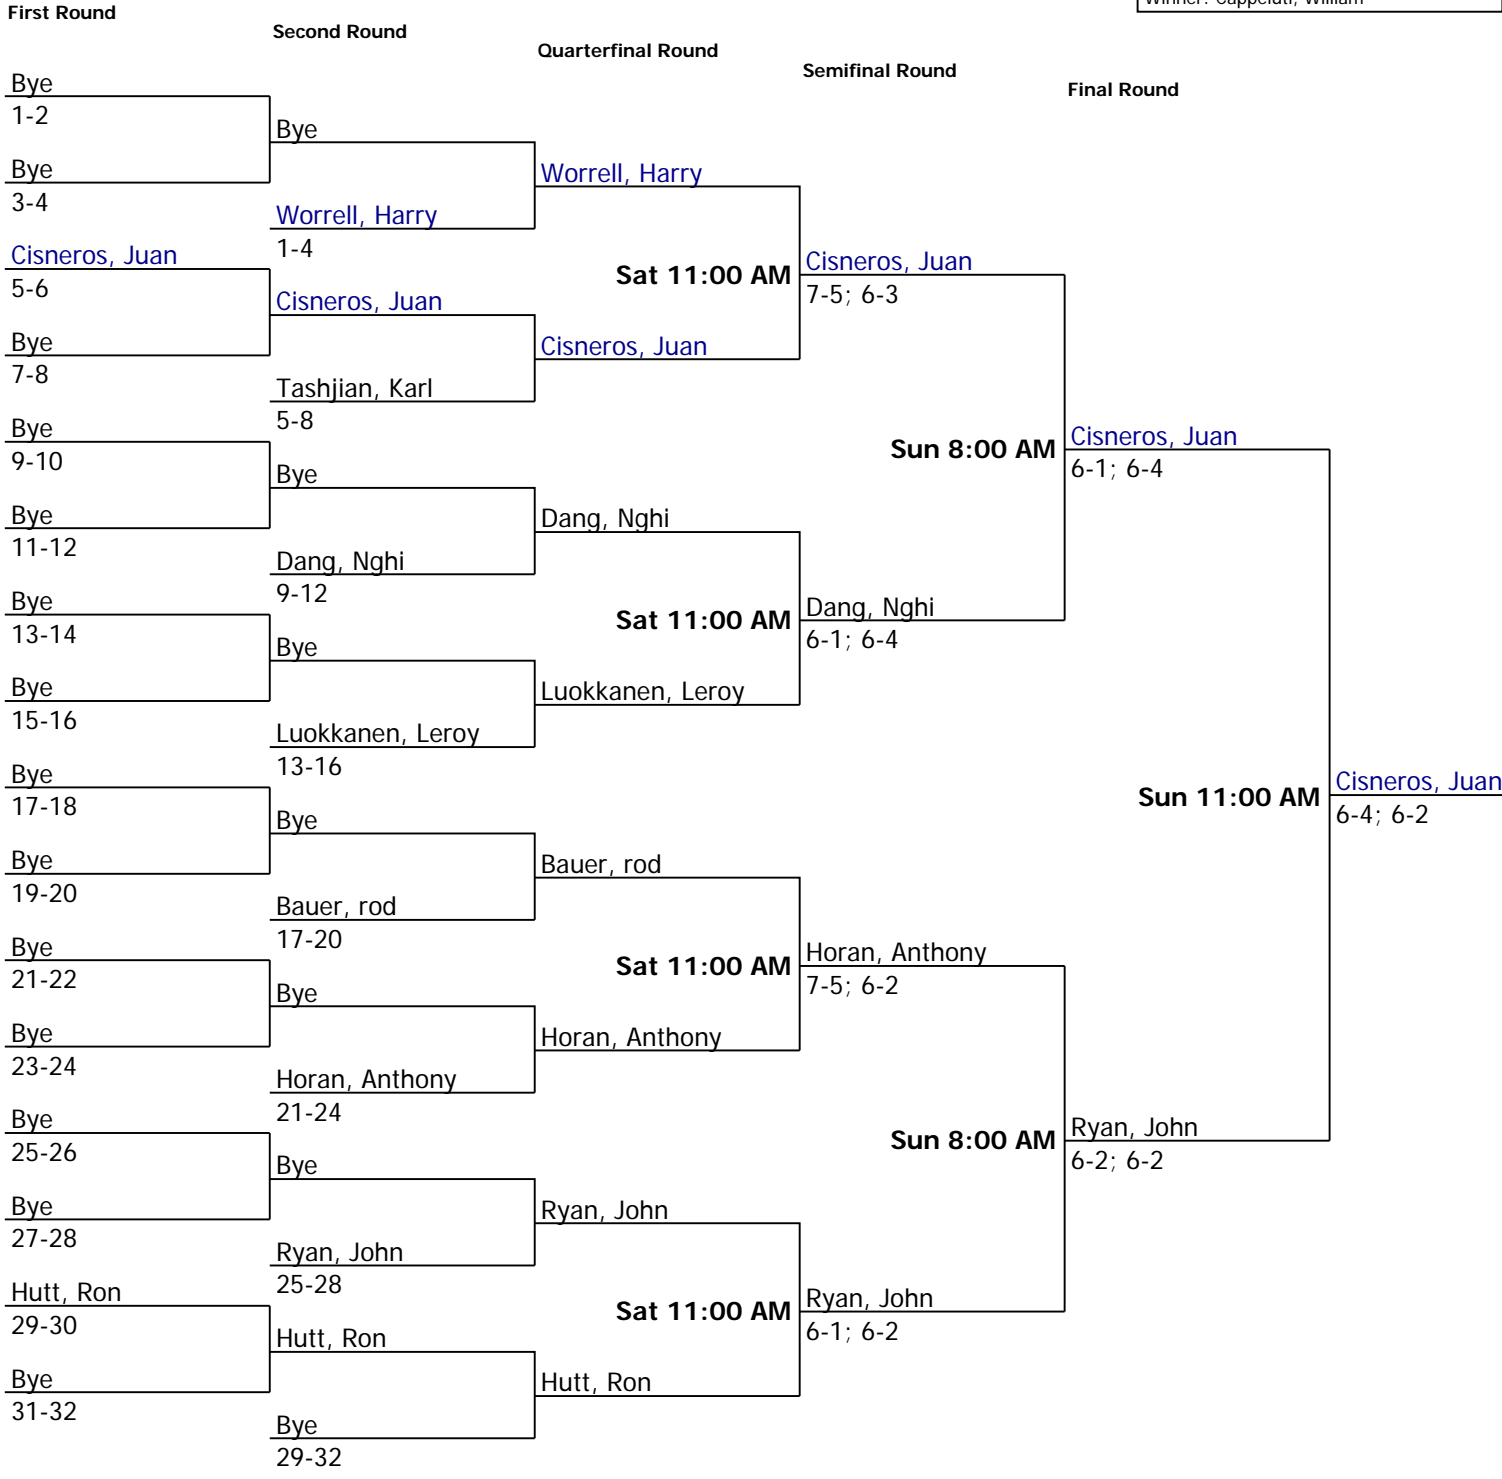 Winner: Cappeluti, William
First Round
Second Round
Quarterfinal Round
Semifinal Round
Final Round
Bye
1-2
Bye
3-4
Cisneros, Juan
5-6
Bye
7-8
Bye
9-10
Bye
11-12
Bye
13-14
Bye
15-16
Bye
17-18
Bye
19-20
Bye
21-22
Bye
23-24
Bye
25-26
Bye
27-28
Hutt, Ron
29-30
Bye
31-32
Bye
Worrell, Harry
1-4
Cisneros, Juan
Tashjian, Karl
5-8
Bye
Dang, Nghi
9-12
Bye
Luokkanen, Leroy
13-16
Bye
Bauer, rod
17-20
Bye
Horan, Anthony
21-24
Bye
Ryan, John
25-28
Hutt, Ron
Bye
29-32
Worrell, Harry
Sat 11:00 AM
Cisneros, Juan
Dang, Nghi
Sat 11:00 AM
Luokkanen, Leroy
Bauer, rod
Sat 11:00 AM
Horan, Anthony
Ryan, John
Sat 11:00 AM
Hutt, Ron
Cisneros, Juan
7-5; 6-3
Sun 8:00 AM
Dang, Nghi
6-1; 6-4
Horan, Anthony
7-5; 6-2
Sun 8:00 AM
Ryan, John
6-1; 6-2
Cisneros, Juan
6-1; 6-4
Sun 11:00 AM
Ryan, John
6-2; 6-2
Cisneros, Juan
6-4; 6-2